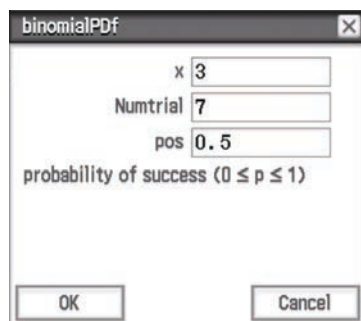 binomialPDf
x 3
Numtrial 7
pos 0.5
probability of success (0 ≤ p ≤ 1)
OK Cancel